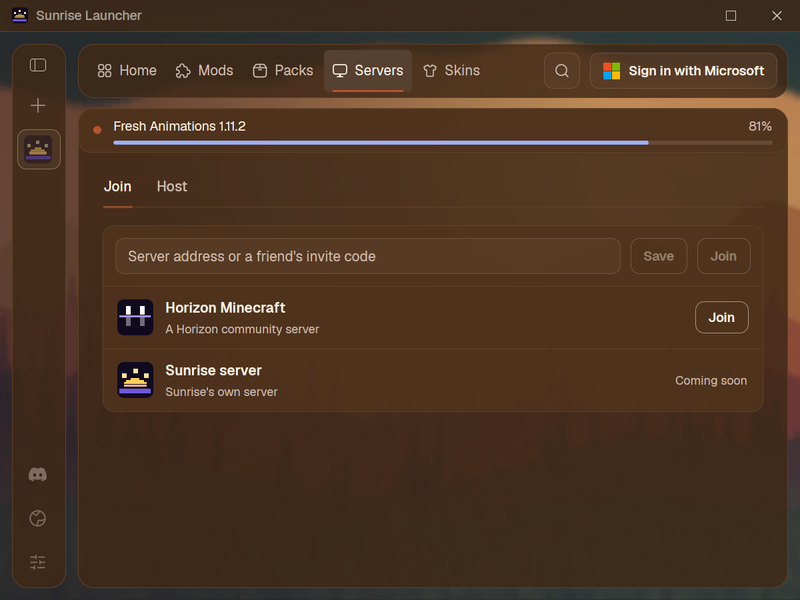 Sunrise Launcher
Home
Mods
Packs
Servers
Skins
Sign in with Microsoft
Fresh Animations 1.11.2
81%
Join
Host
Server address or a friend's invite code
Save
Join
Horizon Minecraft
A Horizon community server
Join
Sunrise server
Sunrise's own server
Coming soon